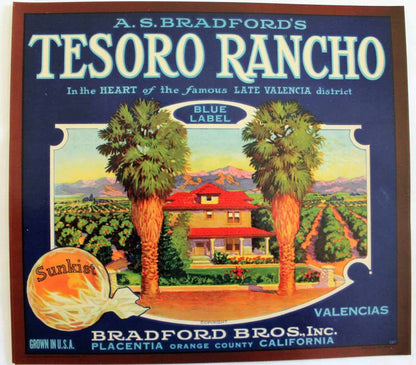 A. S. BRADFORD'S
TESORO RANCHO
In the HEART of the famous LATE VALENCIA district
BLUE
LABEL
Sunkist
VALENCIAS
BRADFORD BROS., INC.
GROWN IN U.S.A.
PLACENTIA ORANGE COUNTY CALIFORNIA